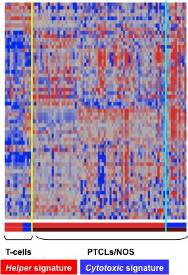 T-cells PTCLs/NOS
Helper signature Cytotoxic signature